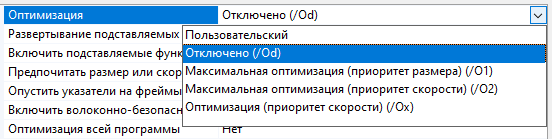 Оптимизация Отключено (/Od)
Развертывание подставляемых Пользовательский
Включить подставляемые функ Отключено (/Od)
Предпочитать размер или скор Максимальная оптимизация (приоритет размера) (/O1)
Опустить указатели на фреймы Максимальная оптимизация (приоритет скорости) (/O2)
Включить волоконно-безопасн Оптимизация (приоритет скорости) (/Ox)
Оптимизация всей программы Нет